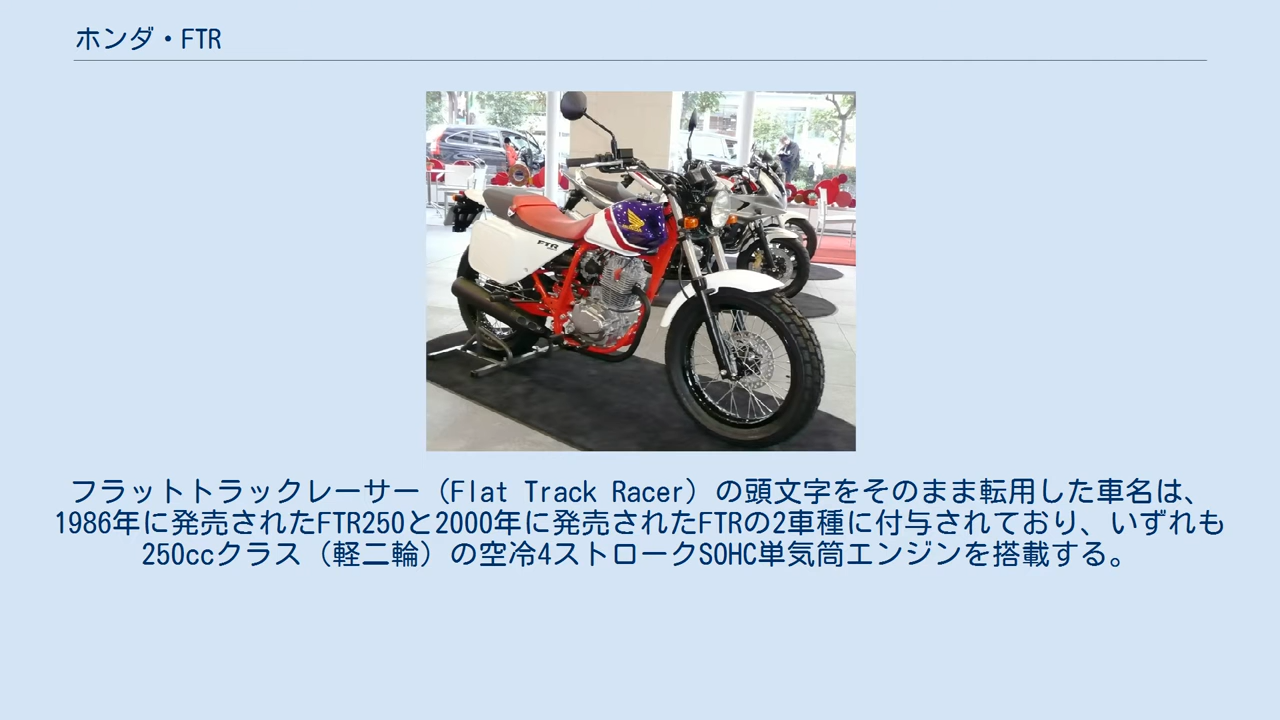 ホンダ・FTR
FTR
フラットトラックレーサー（Flat Track Racer）の頭文字をそのまま転用した車名は、
1986年に発売されたFTR250と2000年に発売されたFTRの2車種に付与されており、いずれも
250ccクラス（軽二輪）の空冷4ストロークSOHC単気筒エンジンを搭載する。